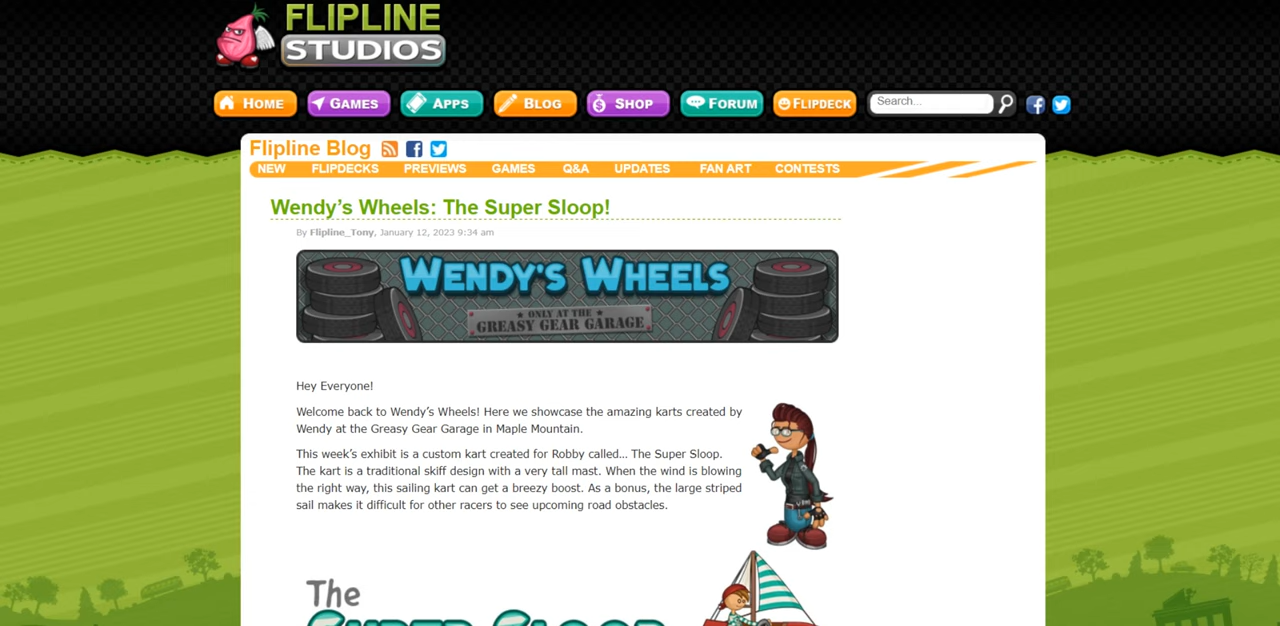 FLIPLINE
STUDIOS
HOME GAMES APPS BLOG SHOP FORUM FLIPDECK Search...
Flipline Blog
NEW FLIPDECKS PREVIEWS GAMES Q&A UPDATES FAN ART CONTESTS
Wendy’s Wheels: The Super Sloop!
By Flipline_Tony, January 12, 2023 9:34 am
WENDY'S WHEELS
ONLY AT THE
GREASY GEAR GARAGE
Hey Everyone!
Welcome back to Wendy’s Wheels! Here we showcase the amazing karts created by
Wendy at the Greasy Gear Garage in Maple Mountain.
This week’s exhibit is a custom kart created for Robby called… The Super Sloop.
The kart is a traditional skiff design with a very tall mast. When the wind is blowing
the right way, this sailing kart can get a breezy boost. As a bonus, the large striped
sail makes it difficult for other racers to see upcoming road obstacles.
The
SUPER SLOOP